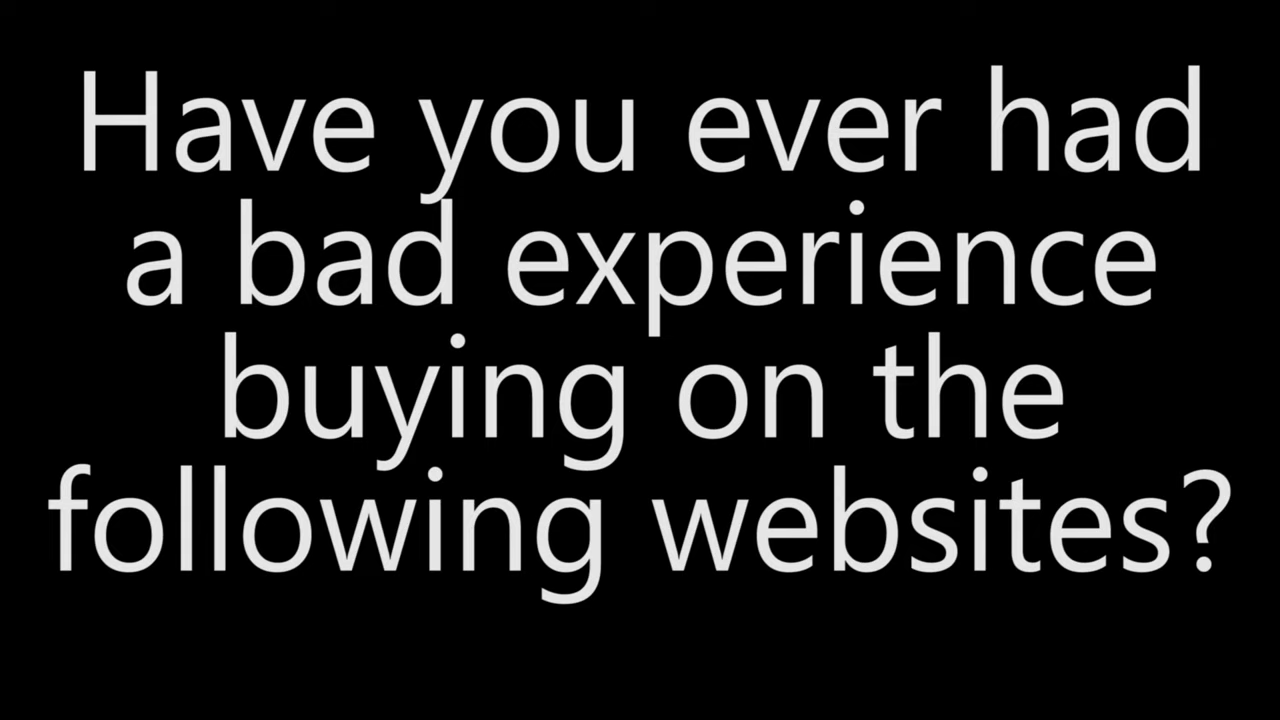 Have you ever had
a bad experience
buying on the
following websites?